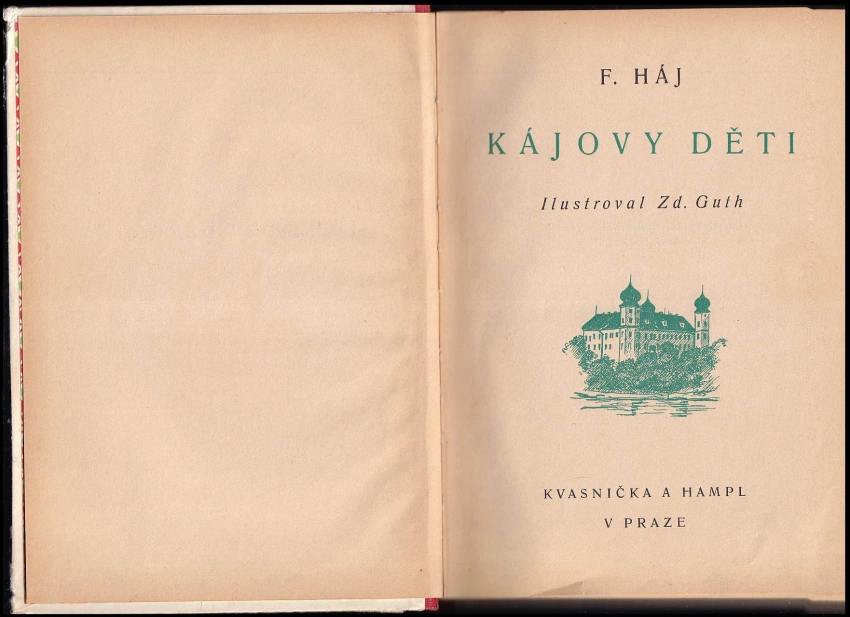 F. HÁJ
KÁJOVY DĚTI
Ilustroval Zd. Guth
KVASNIČKA A HAMPL
V PRAZE